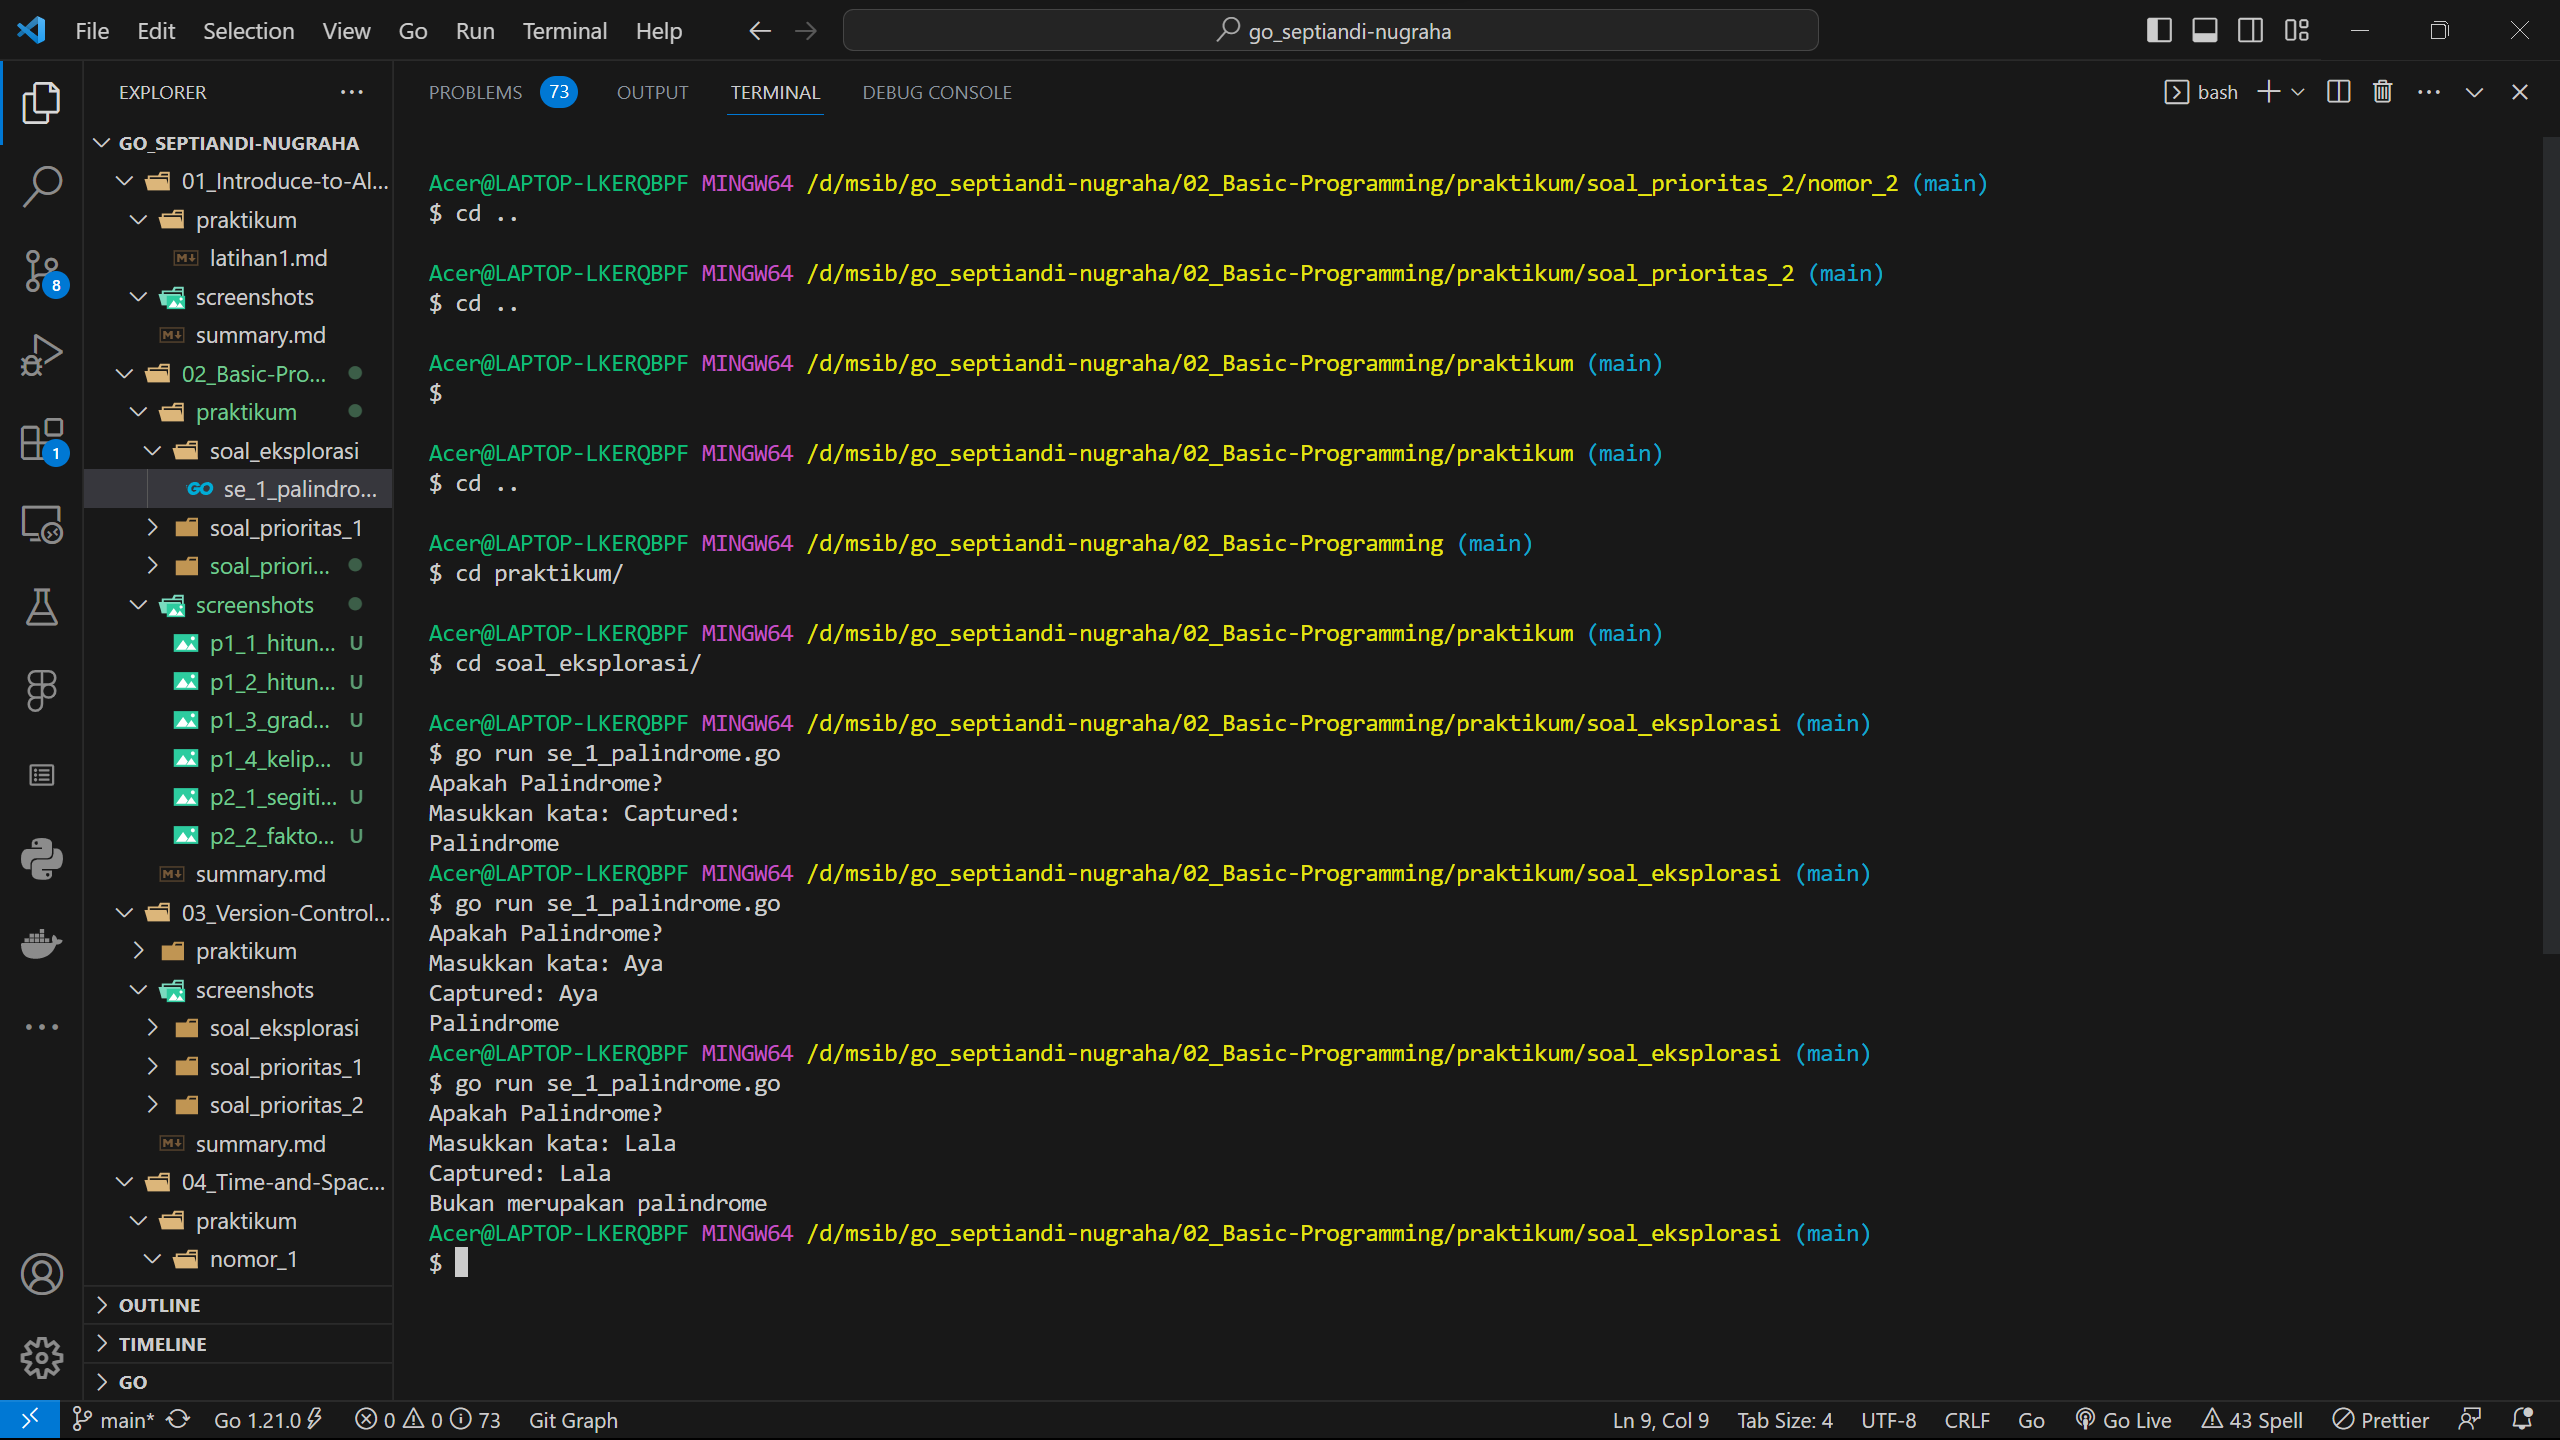 File Edit Selection View Go Run Terminal Help
go_septiandi-nugraha
EXPLORER
GO_SEPTIANDI-NUGRAHA
01_Introduce-to-Al...
praktikum
latihan1.md
screenshots
summary.md
02_Basic-Pro...
praktikum
soal_eksplorasi
se_1_palindro...
soal_prioritas_1
soal_priori...
screenshots
p1_1_hitun... U
p1_2_hitun... U
p1_3_grad... U
p1_4_kelip... U
p2_1_segiti... U
p2_2_fakto... U
summary.md
03_Version-Control...
praktikum
screenshots
soal_eksplorasi
soal_prioritas_1
soal_prioritas_2
summary.md
04_Time-and-Spac...
praktikum
nomor_1
OUTLINE
TIMELINE
GO
8
1
PROBLEMS 73 OUTPUT TERMINAL DEBUG CONSOLE
bash
Acer@LAPTOP-LKERQBPF MINGW64 /d/msib/go_septiandi-nugraha/02_Basic-Programming/praktikum/soal_prioritas_2/nomor_2 (main)
$ cd ..
Acer@LAPTOP-LKERQBPF MINGW64 /d/msib/go_septiandi-nugraha/02_Basic-Programming/praktikum/soal_prioritas_2 (main)
$ cd ..
Acer@LAPTOP-LKERQBPF MINGW64 /d/msib/go_septiandi-nugraha/02_Basic-Programming/praktikum (main)
$
Acer@LAPTOP-LKERQBPF MINGW64 /d/msib/go_septiandi-nugraha/02_Basic-Programming/praktikum (main)
$ cd ..
Acer@LAPTOP-LKERQBPF MINGW64 /d/msib/go_septiandi-nugraha/02_Basic-Programming (main)
$ cd praktikum/
Acer@LAPTOP-LKERQBPF MINGW64 /d/msib/go_septiandi-nugraha/02_Basic-Programming/praktikum (main)
$ cd soal_eksplorasi/
Acer@LAPTOP-LKERQBPF MINGW64 /d/msib/go_septiandi-nugraha/02_Basic-Programming/praktikum/soal_eksplorasi (main)
$ go run se_1_palindrome.go
Apakah Palindrome?
Masukkan kata: Captured:
Palindrome
Acer@LAPTOP-LKERQBPF MINGW64 /d/msib/go_septiandi-nugraha/02_Basic-Programming/praktikum/soal_eksplorasi (main)
$ go run se_1_palindrome.go
Apakah Palindrome?
Masukkan kata: Aya
Captured: Aya
Palindrome
Acer@LAPTOP-LKERQBPF MINGW64 /d/msib/go_septiandi-nugraha/02_Basic-Programming/praktikum/soal_eksplorasi (main)
$ go run se_1_palindrome.go
Apakah Palindrome?
Masukkan kata: Lala
Captured: Lala
Bukan merupakan palindrome
Acer@LAPTOP-LKERQBPF MINGW64 /d/msib/go_septiandi-nugraha/02_Basic-Programming/praktikum/soal_eksplorasi (main)
$
main* Go 1.21.0 0 0 73 Git Graph Ln 9, Col 9 Tab Size: 4 UTF-8 CRLF Go Go Live 43 Spell Prettier